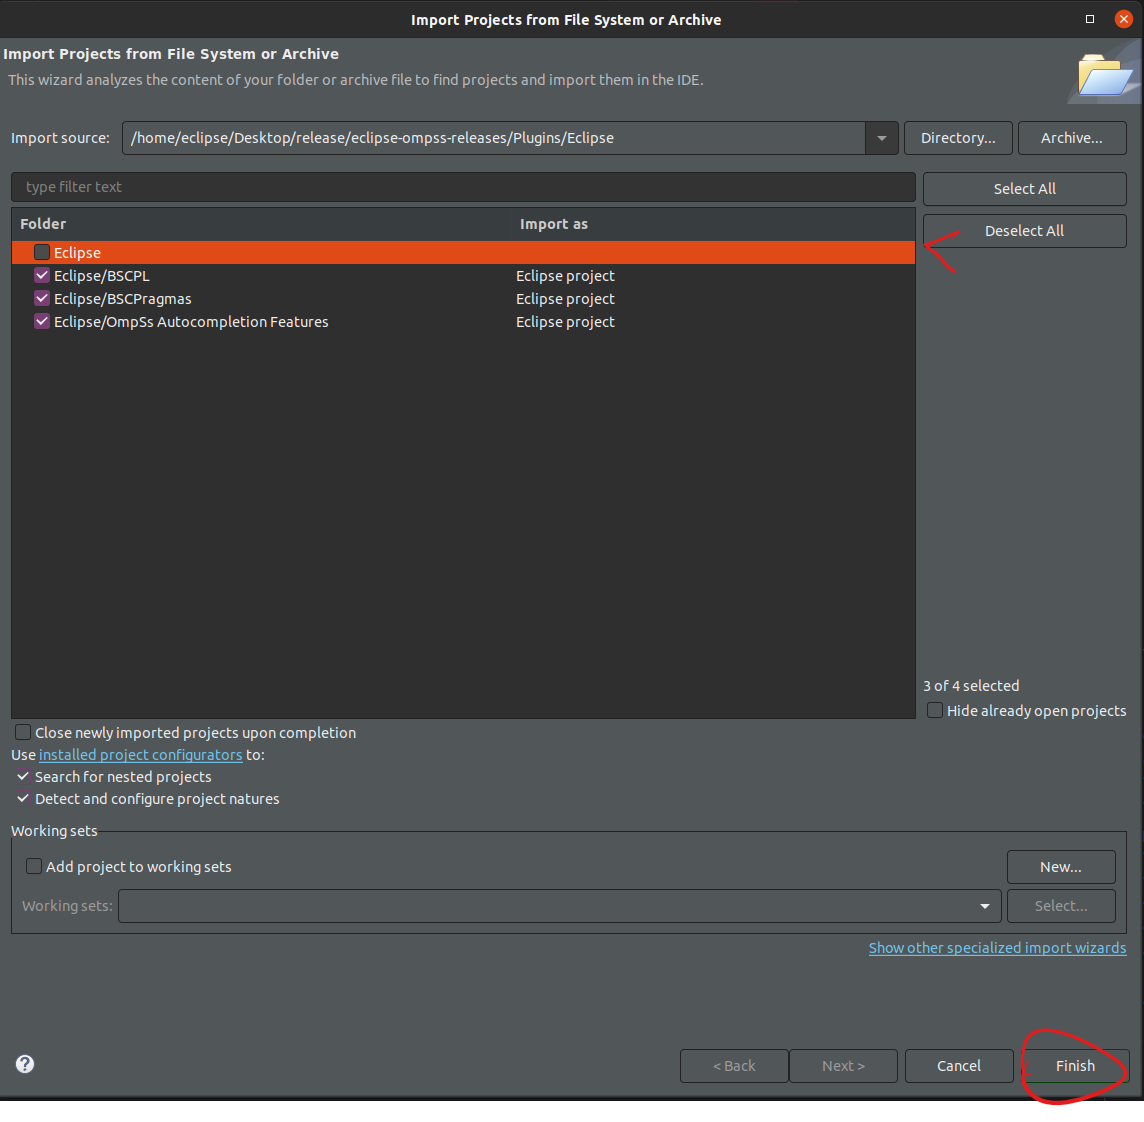 Import Projects from File System or Archive
Import Projects from File System or Archive
This wizard analyzes the content of your folder or archive file to find projects and import them in the IDE.
Import source: /home/eclipse/Desktop/release/eclipse-ompss-releases/Plugins/Eclipse Directory... Archive...
type filter text Select All
Folder Import as Deselect All
Eclipse
Eclipse/BSCPL Eclipse project
Eclipse/BSCPragmas Eclipse project
Eclipse/OmpSs Autocompletion Features Eclipse project
3 of 4 selected
Hide already open projects
Close newly imported projects upon completion
Use installed project configurators to:
Search for nested projects
Detect and configure project natures
Working sets
Add project to working sets New...
Working sets: Select...
Show other specialized import wizards
? < Back Next > Cancel Finish